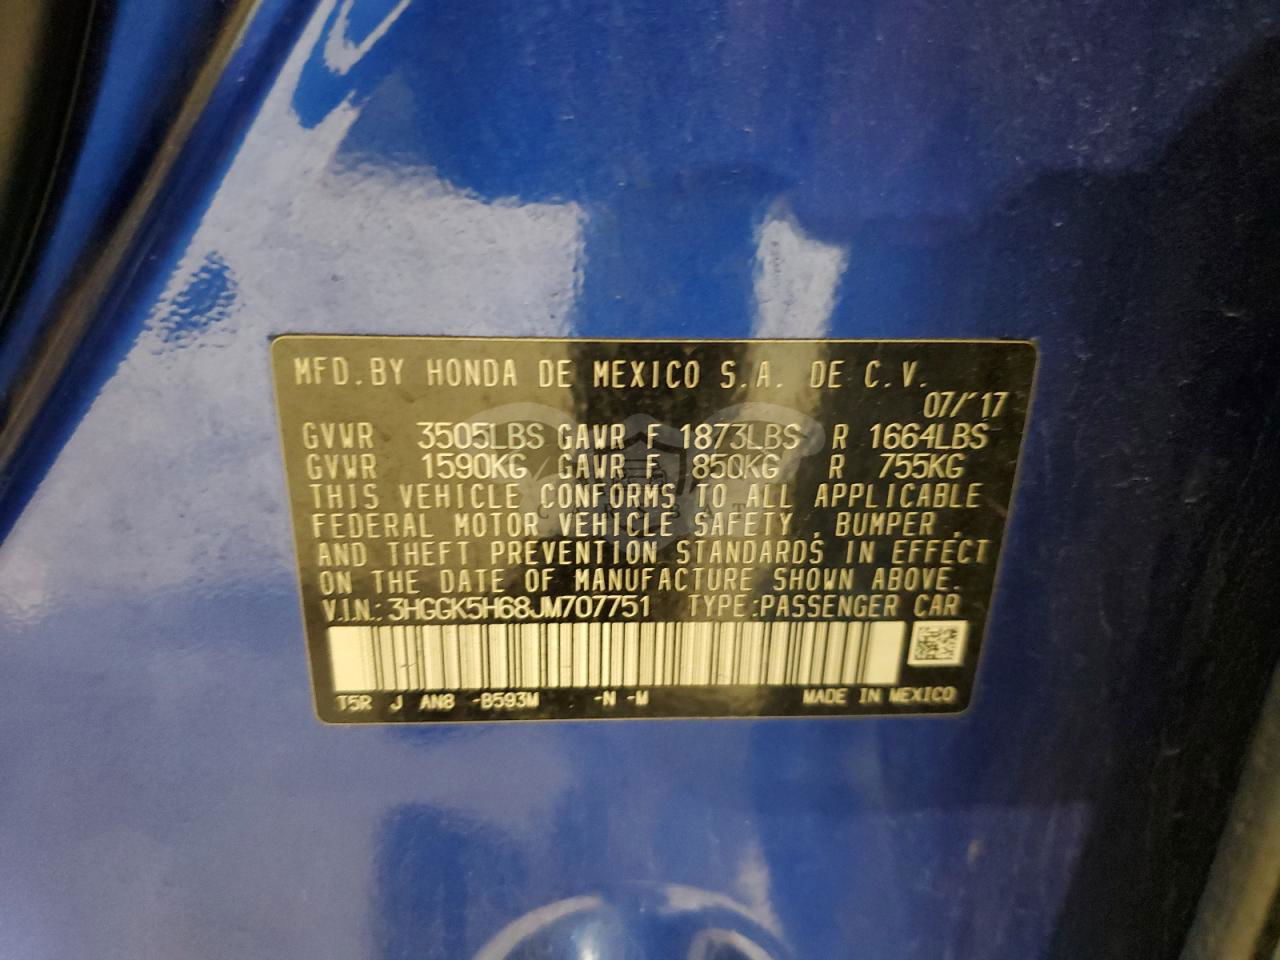 MFD. BY HONDA DE MEXICO S.A. DE C.V.
07/'17
GVWR 3505LBS GAWR F 1873LBS R 1664LBS
GVWR 1590KG GAWR F 850KG R 755KG
THIS VEHICLE CONFORMS TO ALL APPLICABLE
FEDERAL MOTOR VEHICLE SAFETY, BUMPER,
AND THEFT PREVENTION STANDARDS IN EFFECT
ON THE DATE OF MANUFACTURE SHOWN ABOVE.
V.I.N.: 3HGGK5H68JM707751 TYPE:PASSENGER CAR
T5R J AN8 -B593M -N -M MADE IN MEXICO